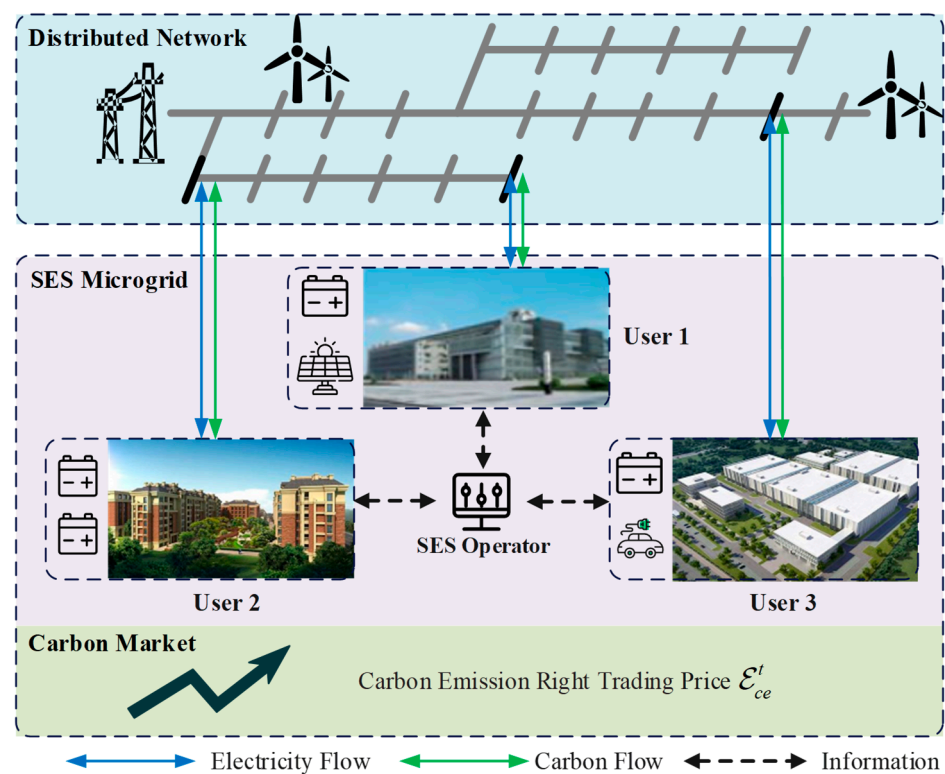 Distributed Network
SES Microgrid
User 1
SES Operator
User 2
User 3
Carbon Market
Carbon Emission Right Trading Price ℰ^t_ce
Electricity Flow
Carbon Flow
Information